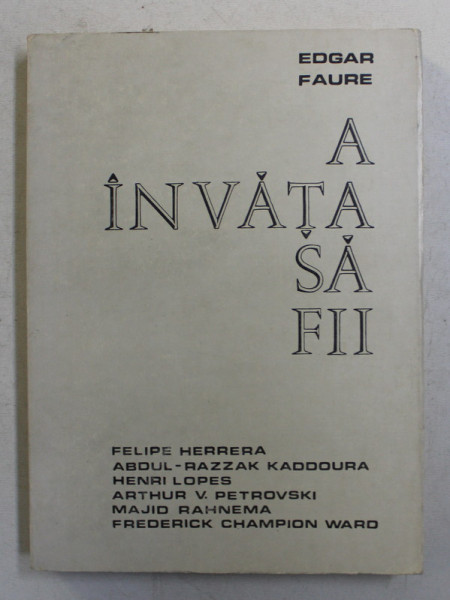 EDGAR
FAURE
A
ÎNVĂȚA
SĂ
FII
FELIPE HERRERA
ABDUL-RAZZAK KADDOURA
HENRI LOPES
ARTHUR V. PETROVSKI
MAJID RAHNEMA
FREDERICK CHAMPION WARD